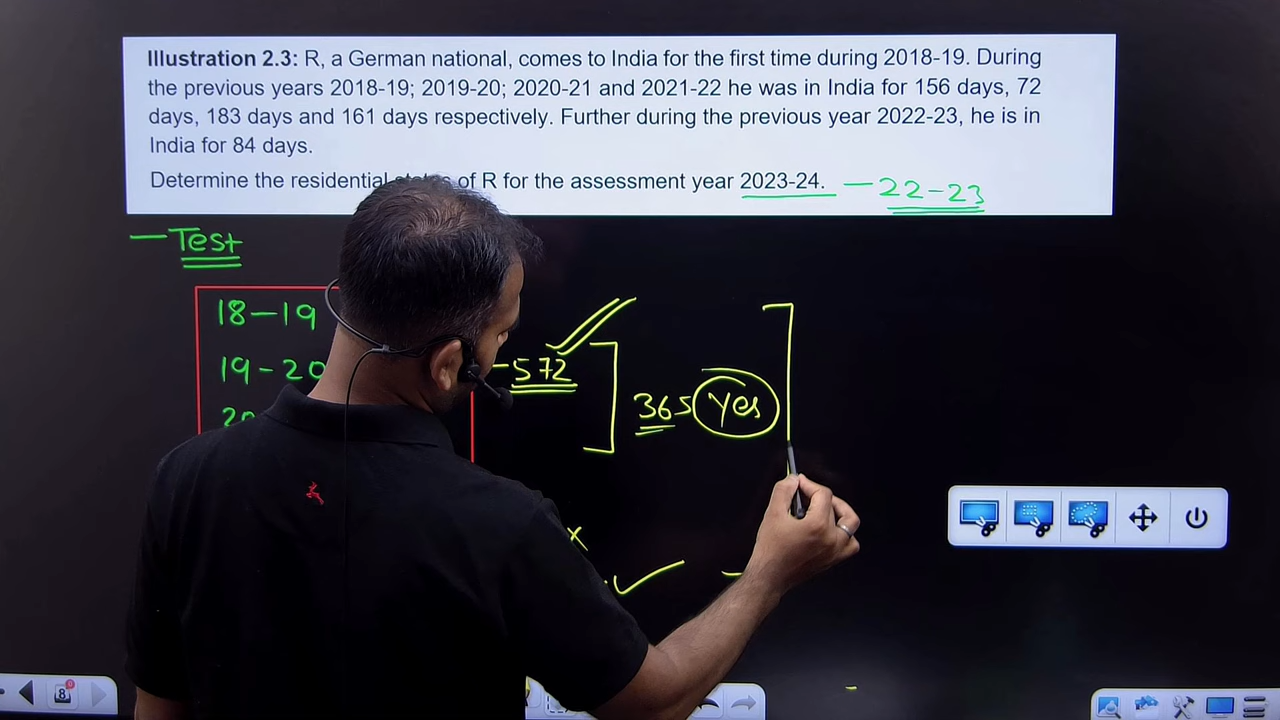 Illustration 2.3: R, a German national, comes to India for the first time during 2018-19. During
the previous years 2018-19; 2019-20; 2020-21 and 2021-22 he was in India for 156 days, 72
days, 183 days and 161 days respectively. Further during the previous year 2022-23, he is in
India for 84 days.
Determine the residential of R for the assessment year 2023-24. — 22-23
— Test
18-19
19-20
20
-572
365 Yes
x
8